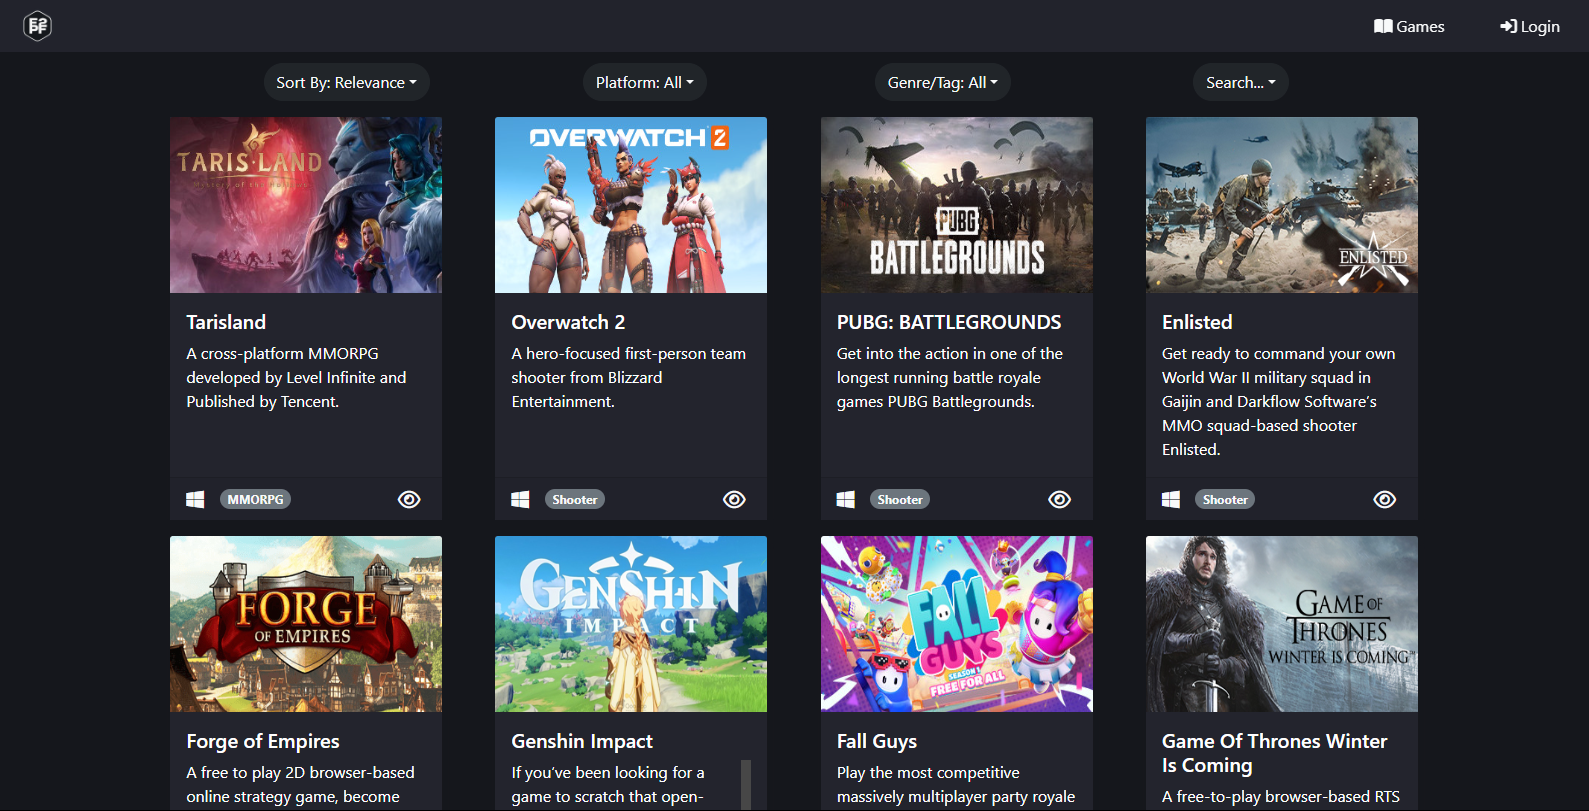 F2
PF
Games
Login
Sort By: Relevance
Platform: All
Genre/Tag: All
Search...
TARISLAND
OVERWATCH 2
PUBG
BATTLEGROUNDS
ENLISTED
Tarisland
A cross-platform MMORPG
developed by Level Infinite and
Published by Tencent.
MMORPG
Overwatch 2
A hero-focused first-person team
shooter from Blizzard
Entertainment.
Shooter
PUBG: BATTLEGROUNDS
Get into the action in one of the
longest running battle royale
games PUBG Battlegrounds.
Shooter
Enlisted
Get ready to command your own
World War II military squad in
Gaijin and Darkflow Software’s
MMO squad-based shooter
Enlisted.
Shooter
FORGE
OF EMPIRES
GENSHIN
IMPACT
FALL
GUYS
SEASON 1
FREE FOR ALL
GAME OF
THRONES
WINTER IS COMING
Forge of Empires
A free to play 2D browser-based
online strategy game, become
Genshin Impact
If you’ve been looking for a
game to scratch that open-
Fall Guys
Play the most competitive
massively multiplayer party royale
Game Of Thrones Winter
Is Coming
A free-to-play browser-based RTS